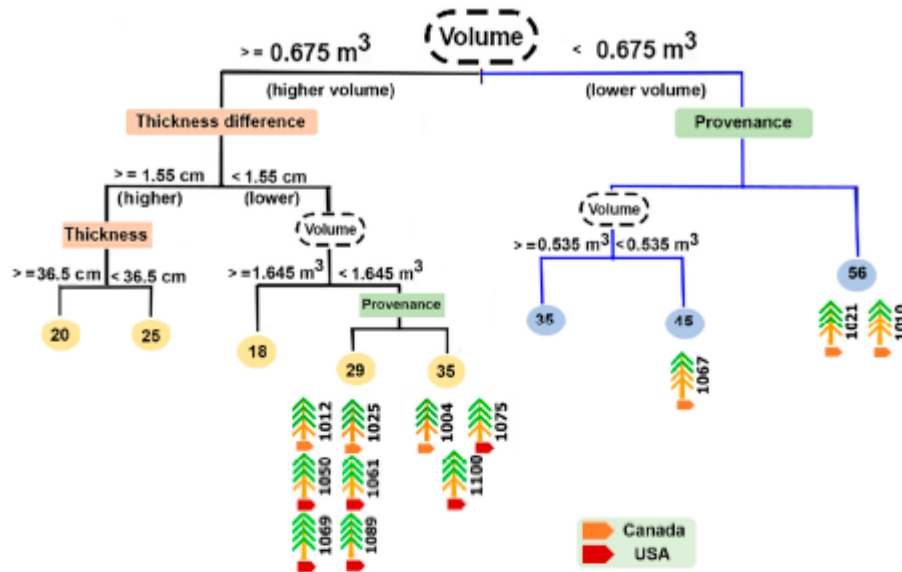 Volume
>= 0.675 m³
< 0.675 m³
(higher volume)
(lower volume)
Thickness difference
Provenance
>= 1.55 cm
< 1.55 cm
(higher)
(lower)
Thickness
Volume
Volume
>=36.5 cm
< 36.5 cm
>=1.645 m³
< 1.645 m³
>=0.535 m³
<0.535 m³
Provenance
20
25
18
29
35
35
45
56
1012
1025
1004
1075
1067
1021
1010
1050
1061
1100
1069
1089
Canada
USA